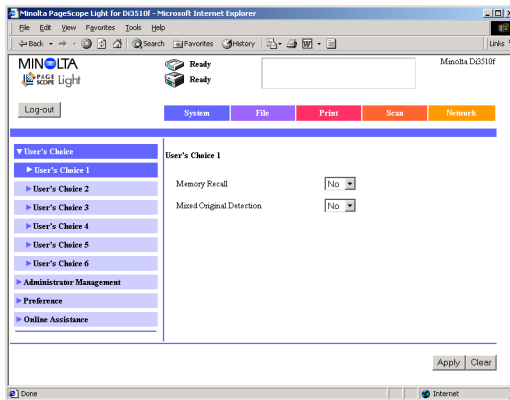 Minolta PageScope Light for Di3510f - Microsoft Internet Explorer
File Edit View Favorites Tools Help
Back Search Favorites History Links
MINOLTA
PAGE SCOPE Light
Ready
Ready
Minolta Di3510f
Log-out
System File Print Scan Network
User's Choice
User's Choice 1
User's Choice 2
User's Choice 3
User's Choice 4
User's Choice 5
User's Choice 6
Administrator Management
Preference
Online Assistance
User's Choice 1
Memory Recall No
Mixed Original Detection No
Apply Clear
Done Internet